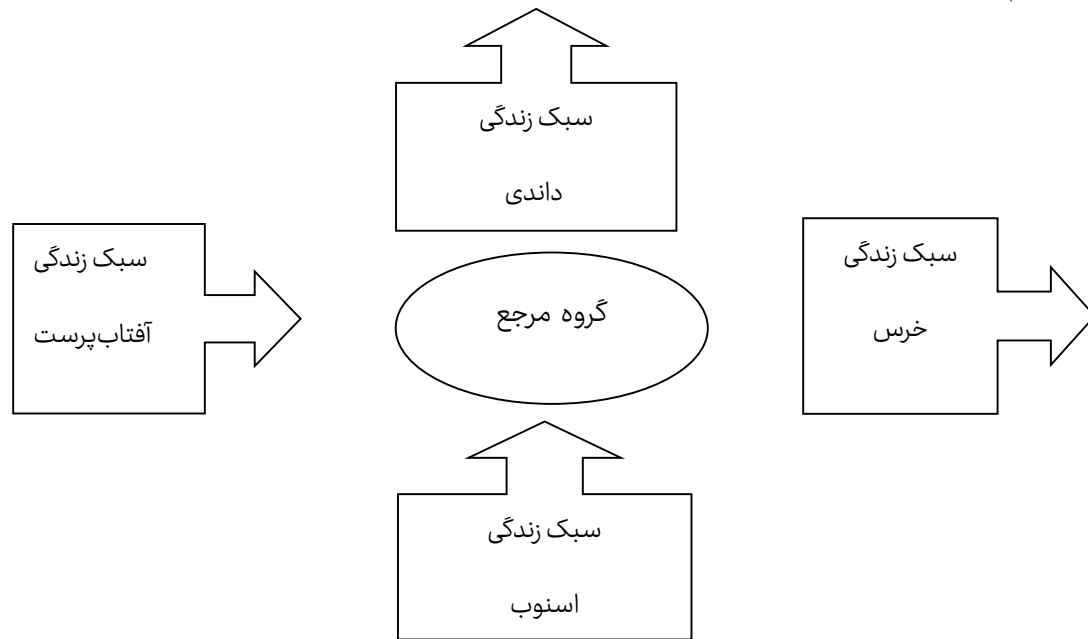 سبک زندگی
داندی
سبک زندگی
خرس
گروه مرجع
سبک زندگی
آفتاب‌پرست
سبک زندگی
اسنوب